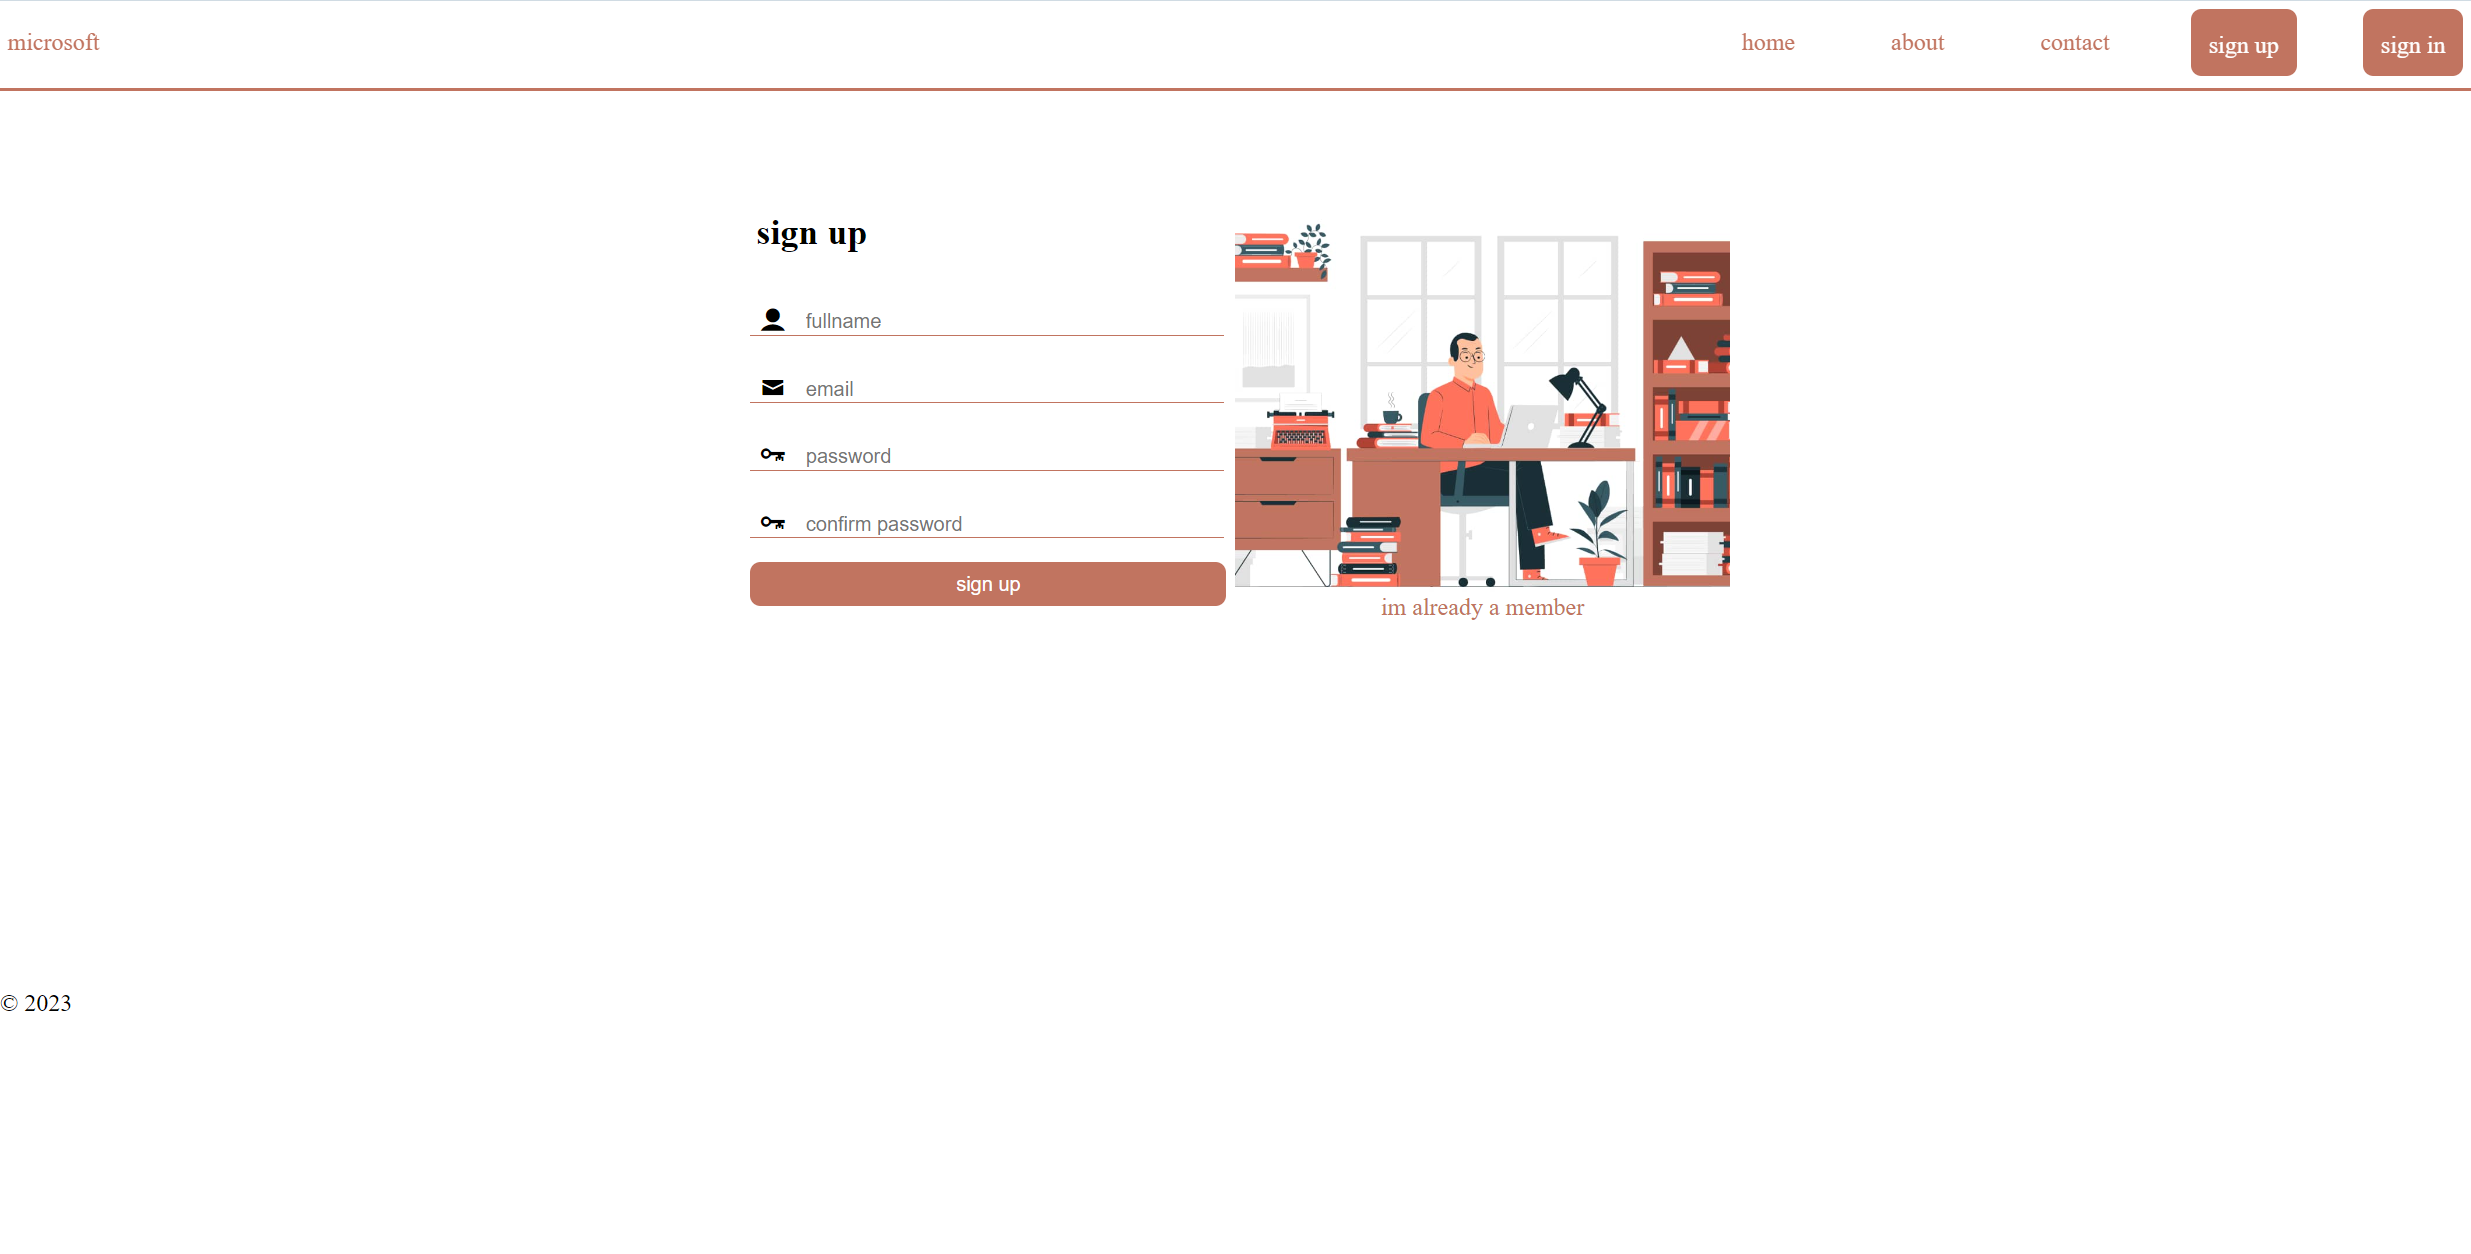 microsoft
home
about
contact
sign up
sign in
sign up
fullname
email
password
confirm password
sign up
im already a member
© 2023